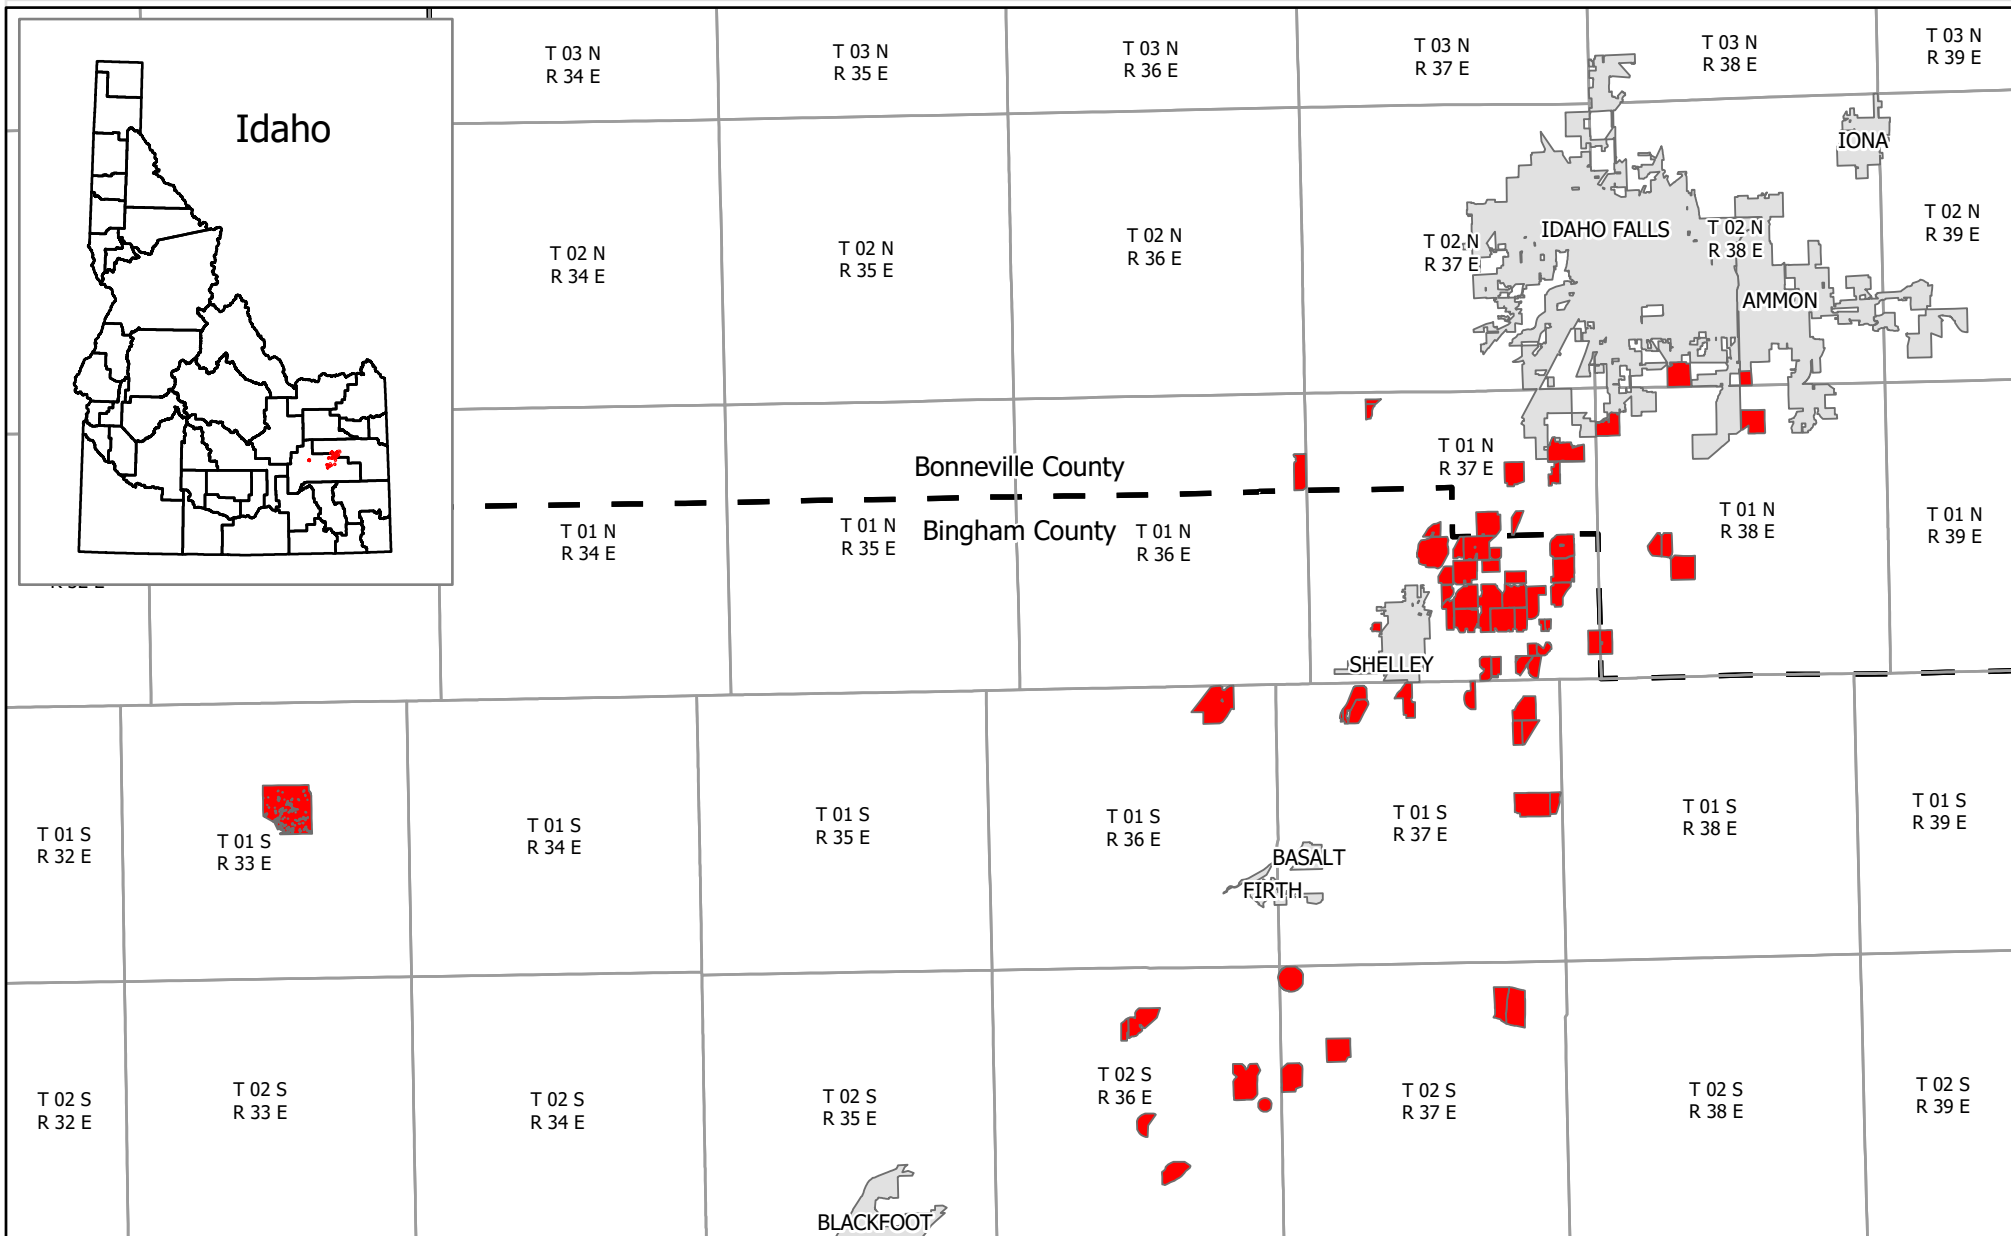 Idaho
T 03 N
R 34 E
T 03 N
R 35 E
T 03 N
R 36 E
T 03 N
R 37 E
T 03 N
R 38 E
T 03 N
R 39 E
IONA
T 02 N
R 34 E
T 02 N
R 35 E
T 02 N
R 36 E
T 02 N
R 37 E
IDAHO FALLS
T 02 N
R 38 E
T 02 N
R 39 E
AMMON
Bonneville County
Bingham County
T 01 N
R 34 E
T 01 N
R 35 E
T 01 N
R 36 E
T 01 N
R 37 E
T 01 N
R 38 E
T 01 N
R 39 E
SHELLEY
T 01 S
R 32 E
T 01 S
R 33 E
T 01 S
R 34 E
T 01 S
R 35 E
T 01 S
R 36 E
T 01 S
R 37 E
T 01 S
R 38 E
T 01 S
R 39 E
BASALT
FIRTH
T 02 S
R 32 E
T 02 S
R 33 E
T 02 S
R 34 E
T 02 S
R 35 E
T 02 S
R 36 E
T 02 S
R 37 E
T 02 S
R 38 E
T 02 S
R 39 E
BLACKFOOT